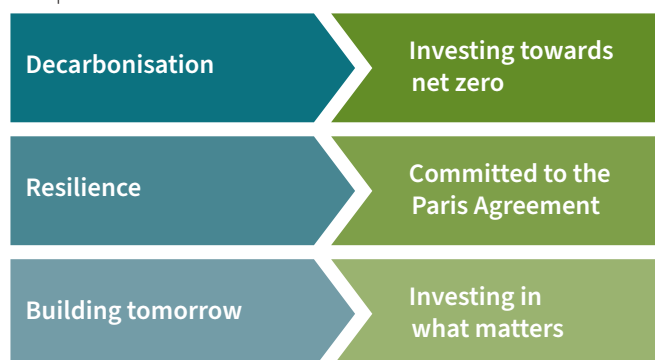 Decarbonisation
Investing towards
net zero
Resilience
Committed to the
Paris Agreement
Building tomorrow
Investing in
what matters